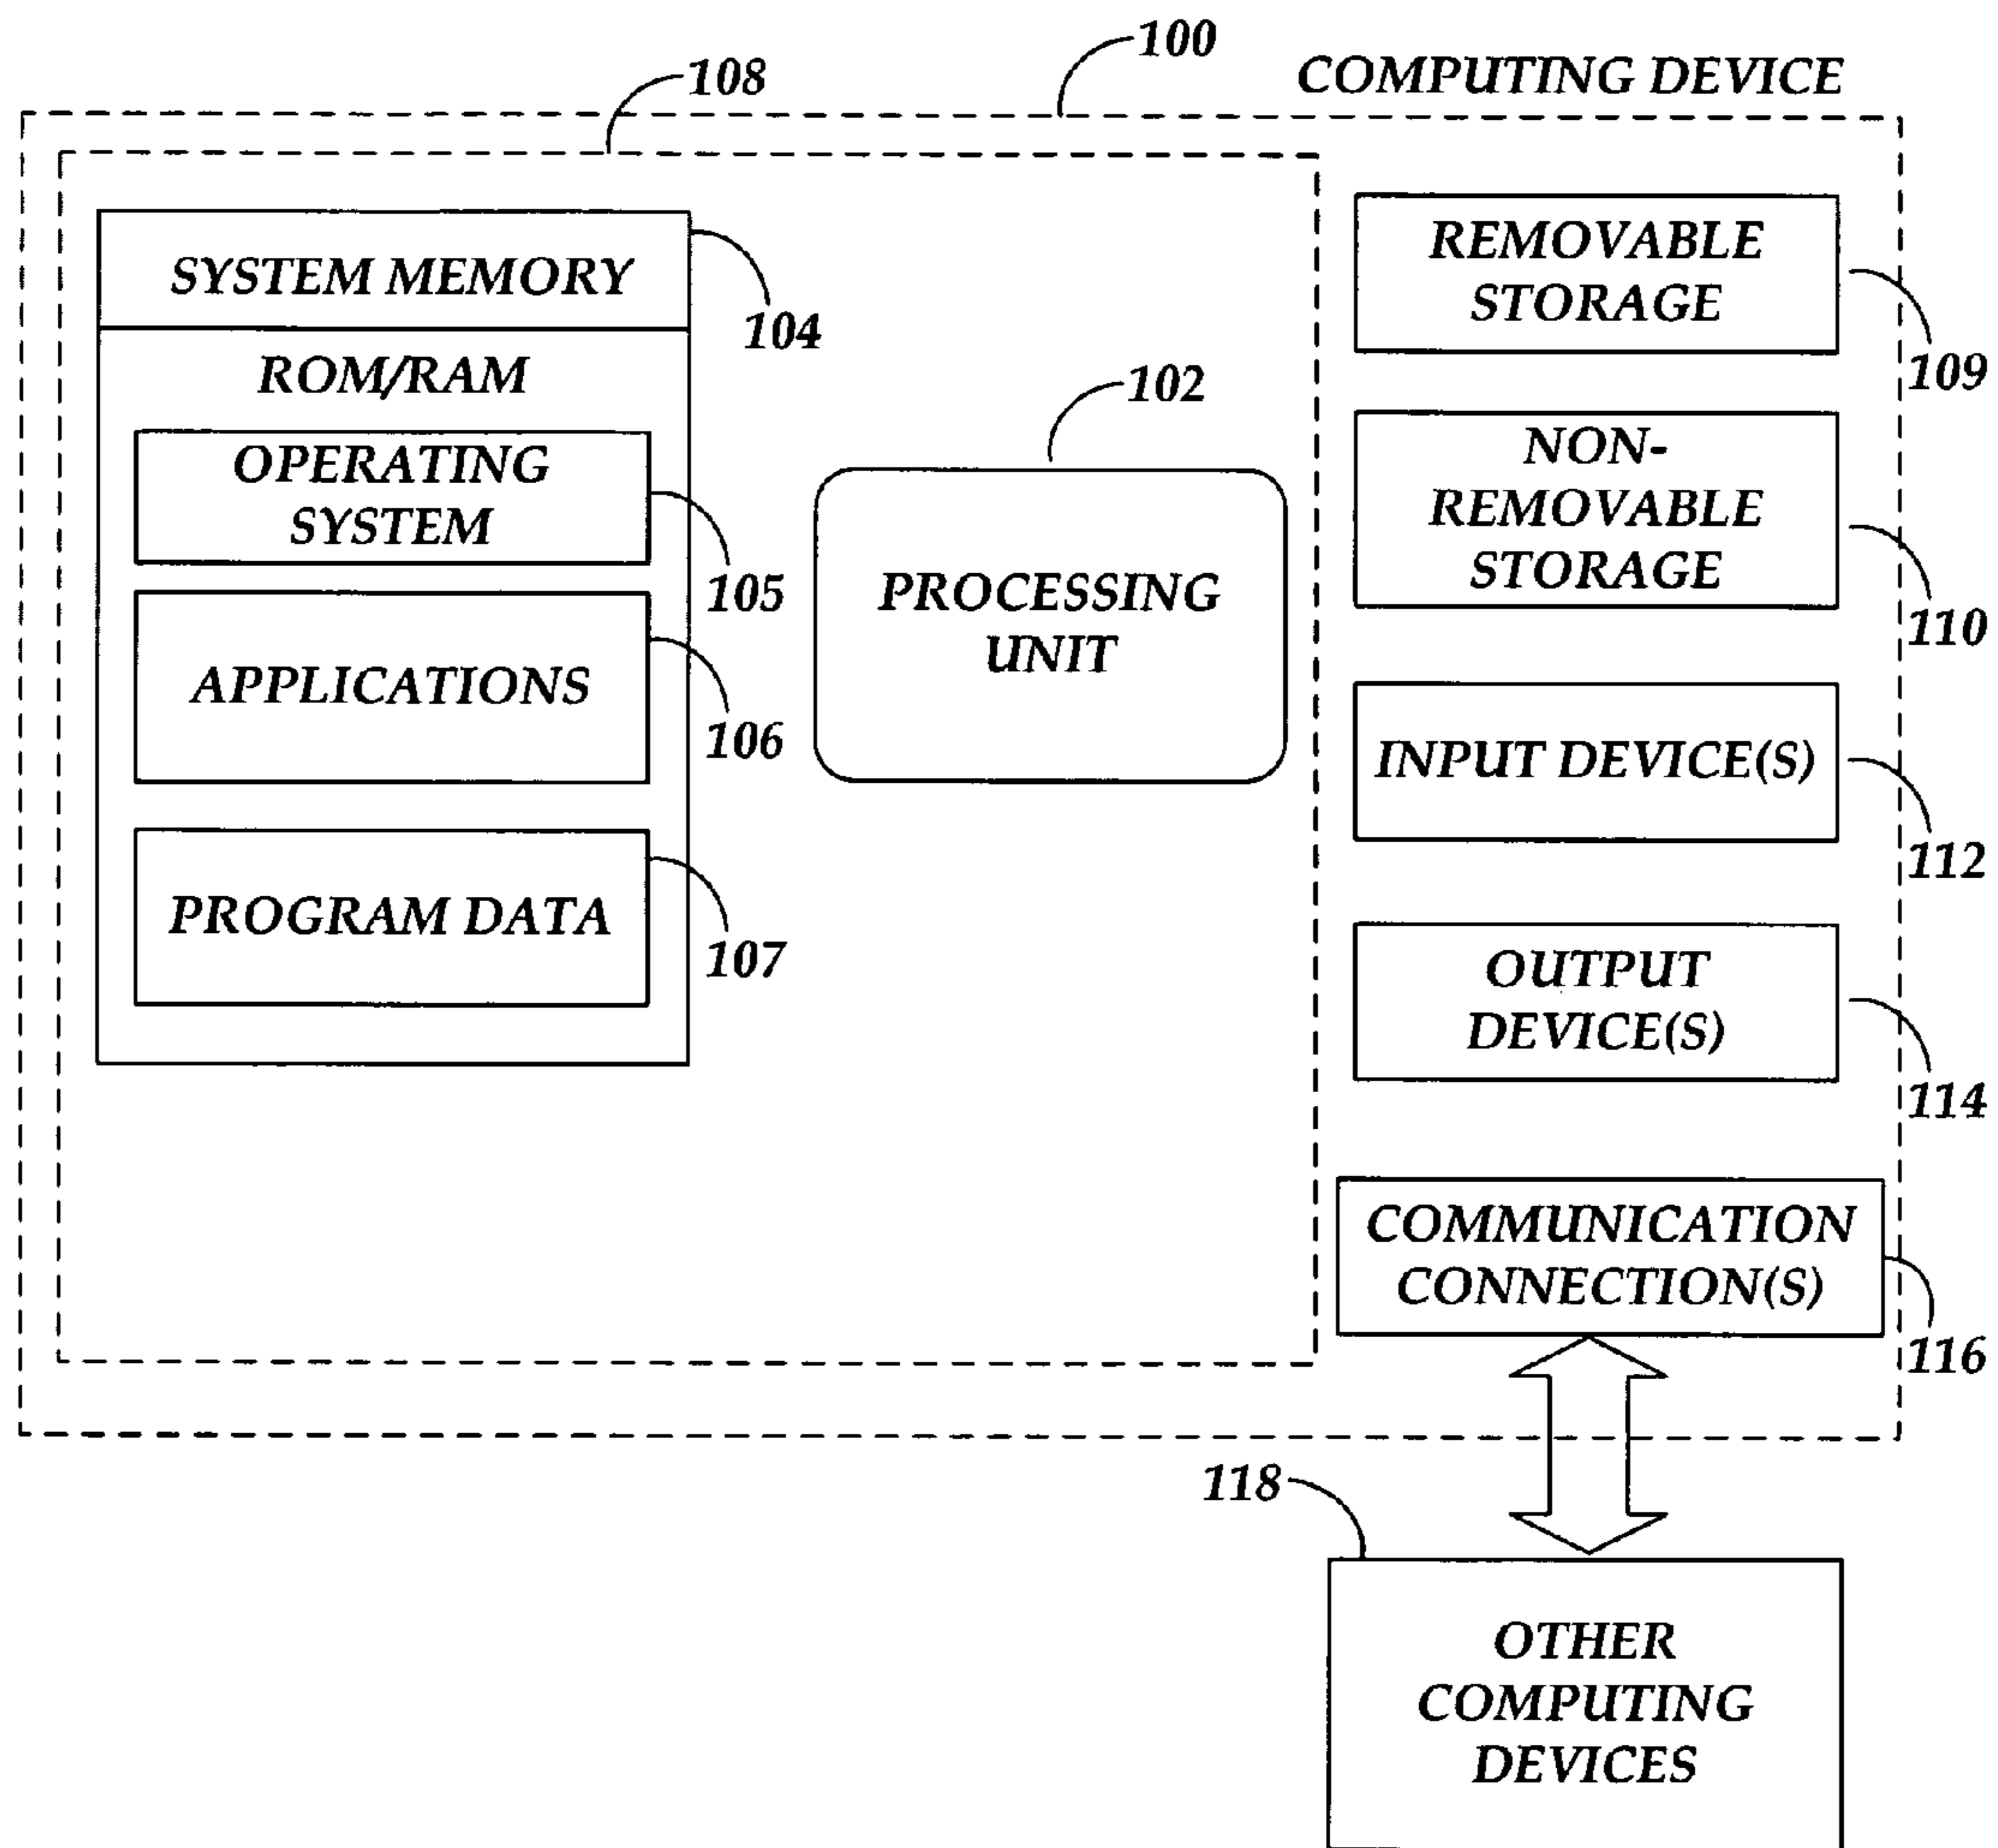 100
COMPUTING DEVICE
108
SYSTEM MEMORY
104
ROM/RAM
OPERATING
SYSTEM
105
APPLICATIONS
106
PROGRAM DATA
107
102
PROCESSING
UNIT
REMOVABLE
STORAGE
109
NON-
REMOVABLE
STORAGE
110
INPUT DEVICE(S)
112
OUTPUT
DEVICE(S)
114
COMMUNICATION
CONNECTION(S)
116
118
OTHER
COMPUTING
DEVICES